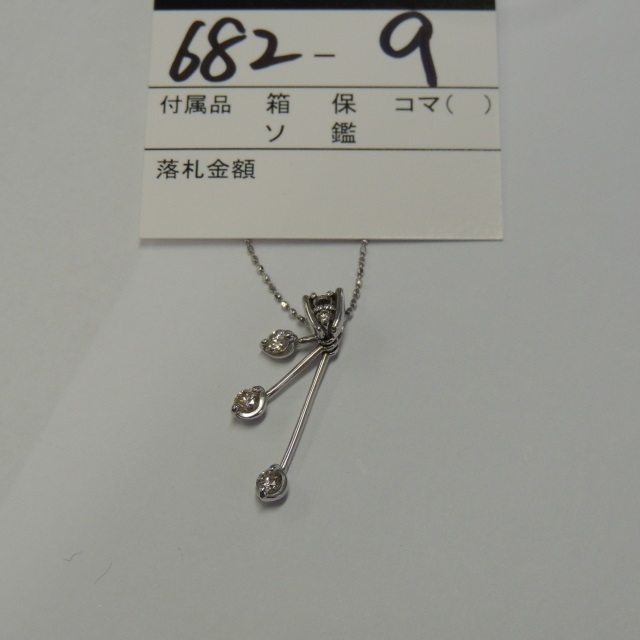 682-9
付属品 箱 保 コマ( )
ソ 鑑
落札金額